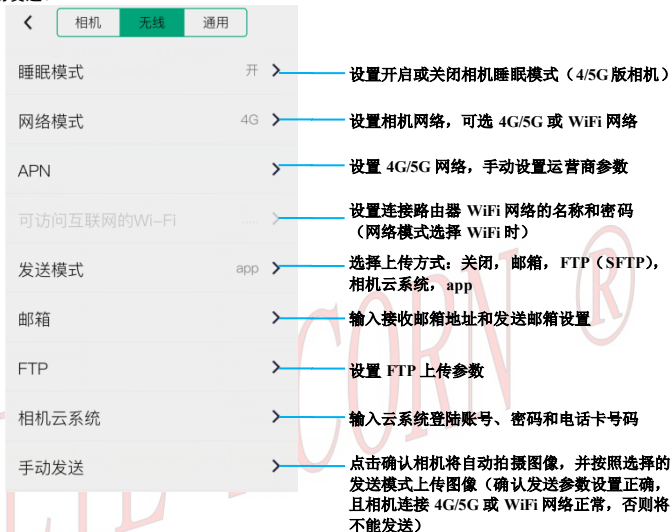 相机 无线 通用
睡眠模式 开 设置开启或关闭相机睡眠模式（4/5G版相机）
网络模式 4G 设置相机网络，可选 4G/5G 或 WiFi 网络
APN 设置 4G/5G 网络，手动设置运营商参数
可访问互联网的Wi-Fi ..... 设置连接路由器 WiFi 网络的名称和密码
（网络模式选择 WiFi 时）
发送模式 app 选择上传方式：关闭，邮箱，FTP（SFTP），
相机云系统，app
邮箱 输入接收邮箱地址和发送邮箱设置
FTP 设置 FTP 上传参数
相机云系统 输入云系统登陆账号、密码和电话卡号码
手动发送 点击确认相机将自动拍摄图像，并按照选择的
发送模式上传图像（确认发送参数设置正确，
且相机连接 4G/5G 或 WiFi 网络正常，否则将
不能发送）